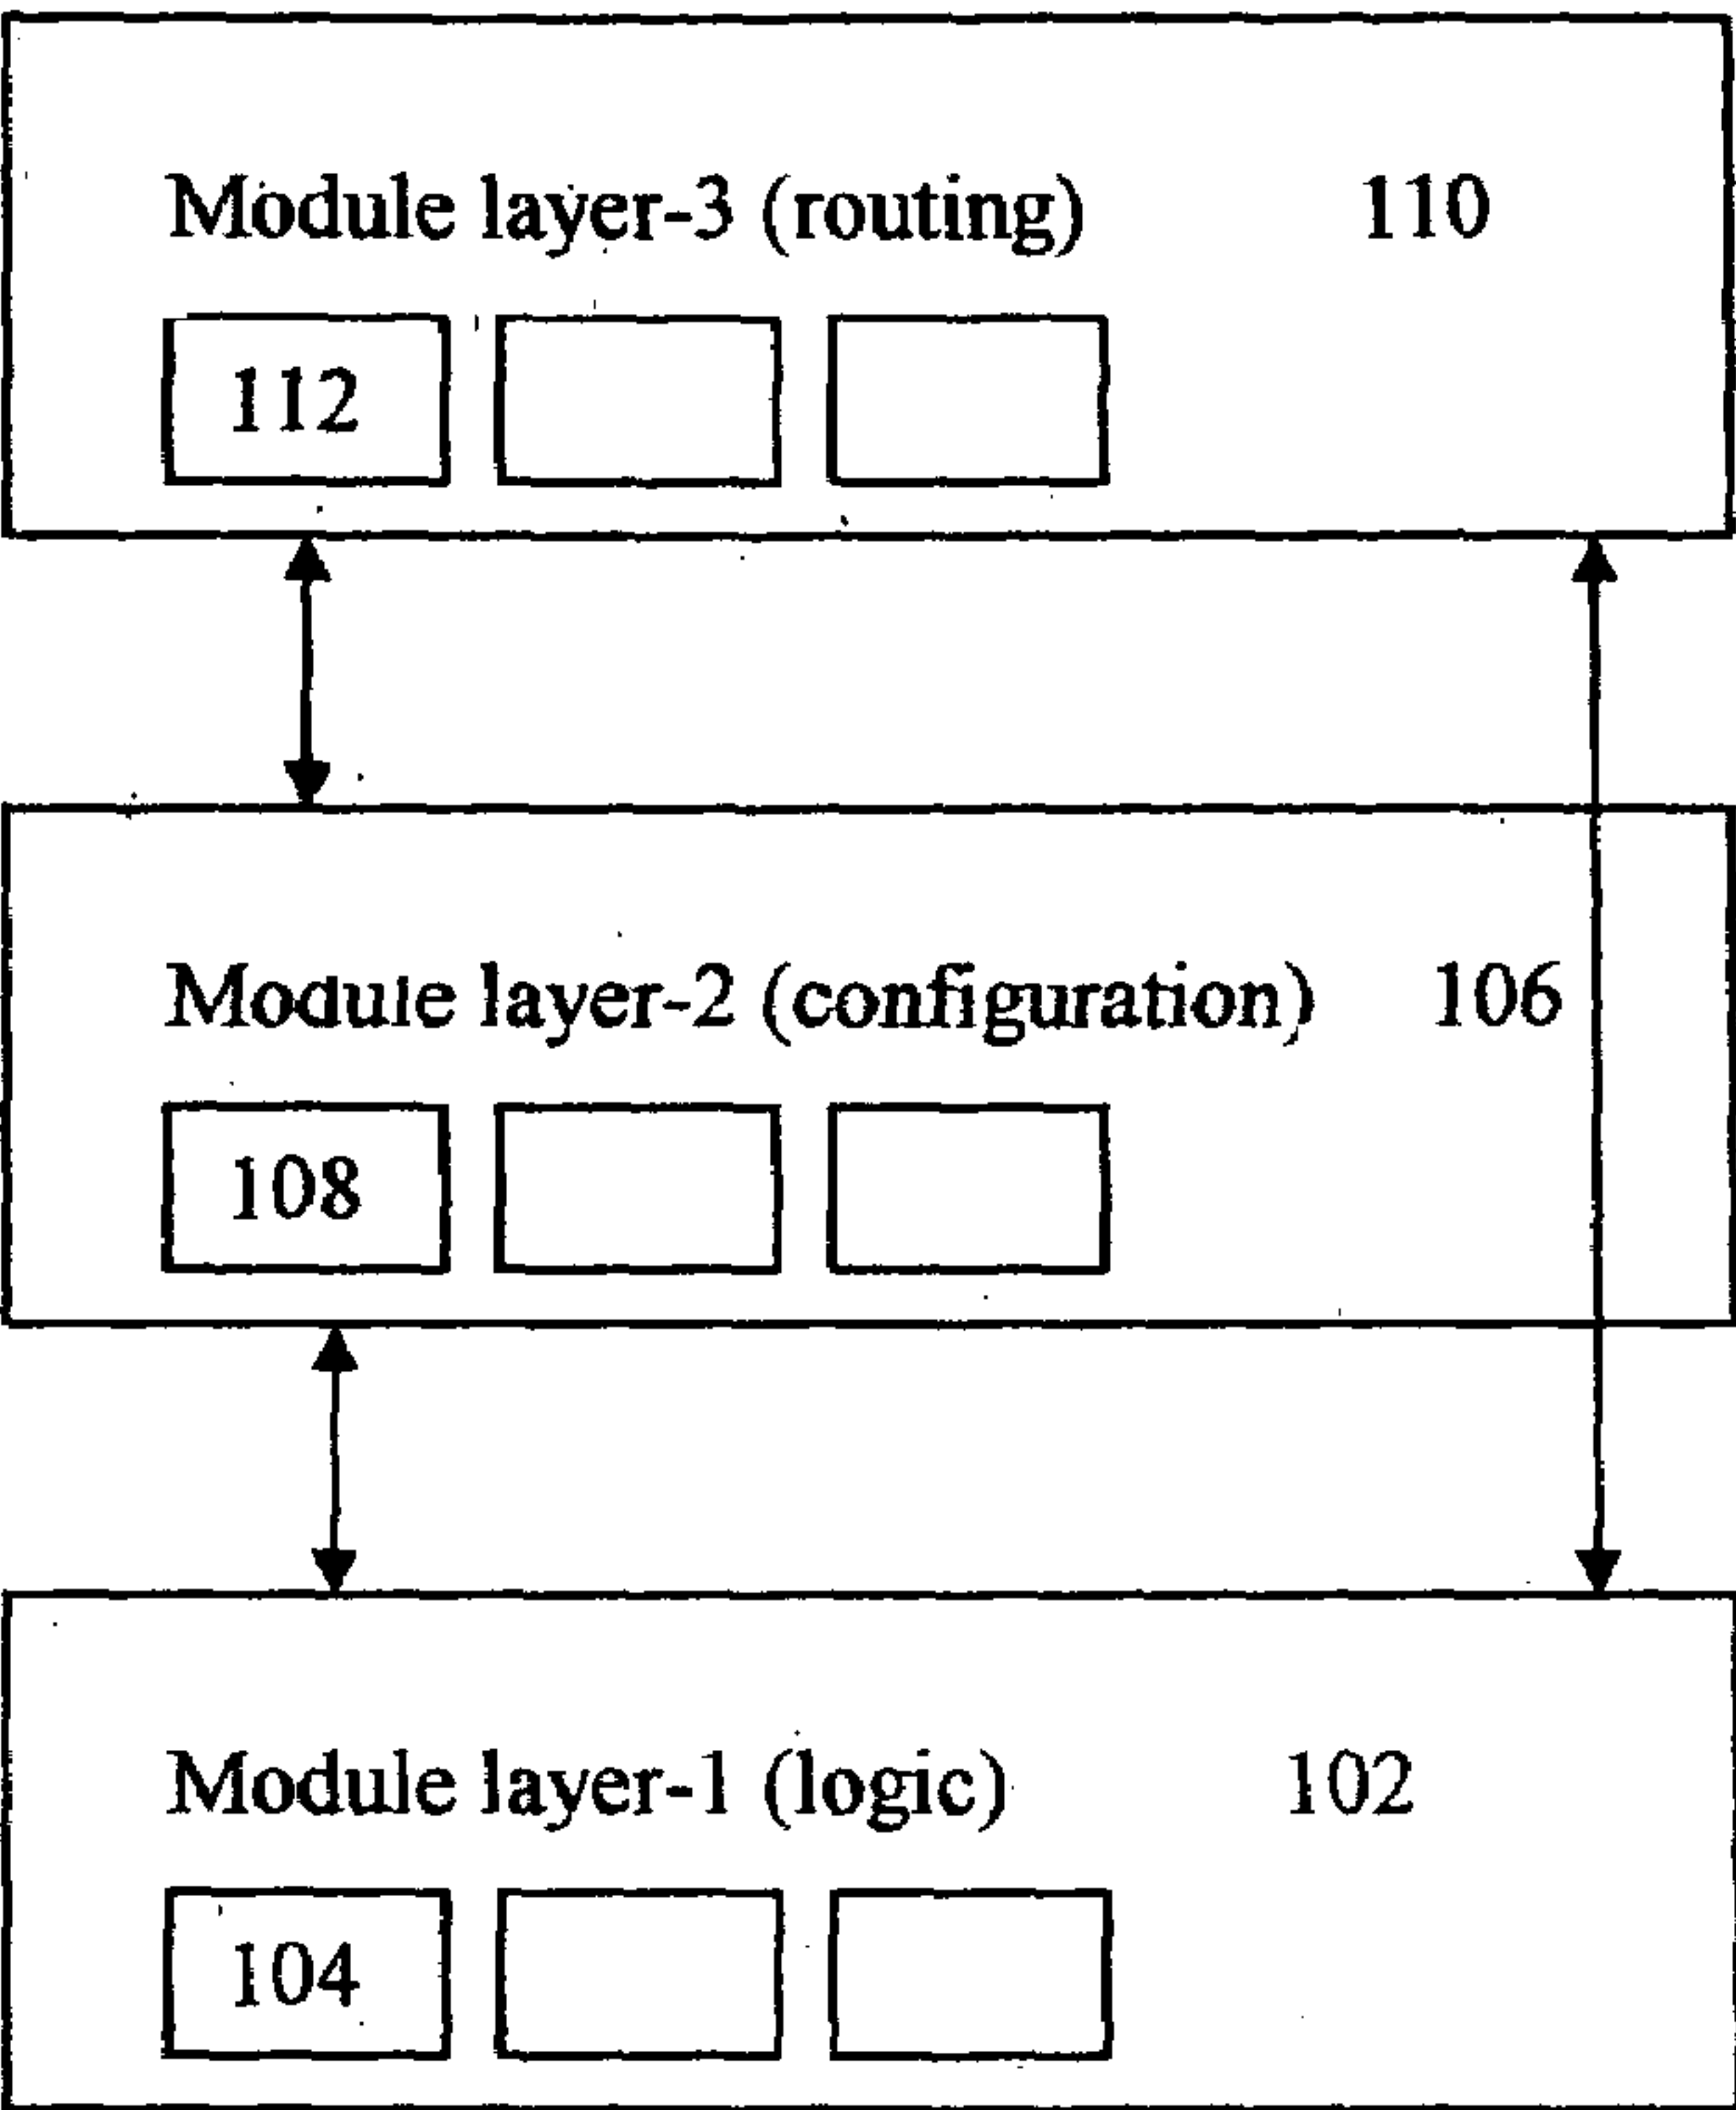 Module layer-3 (routing) 110
112
Module layer-2 (configuration) 106
108
Module layer-1 (logic) 102
104